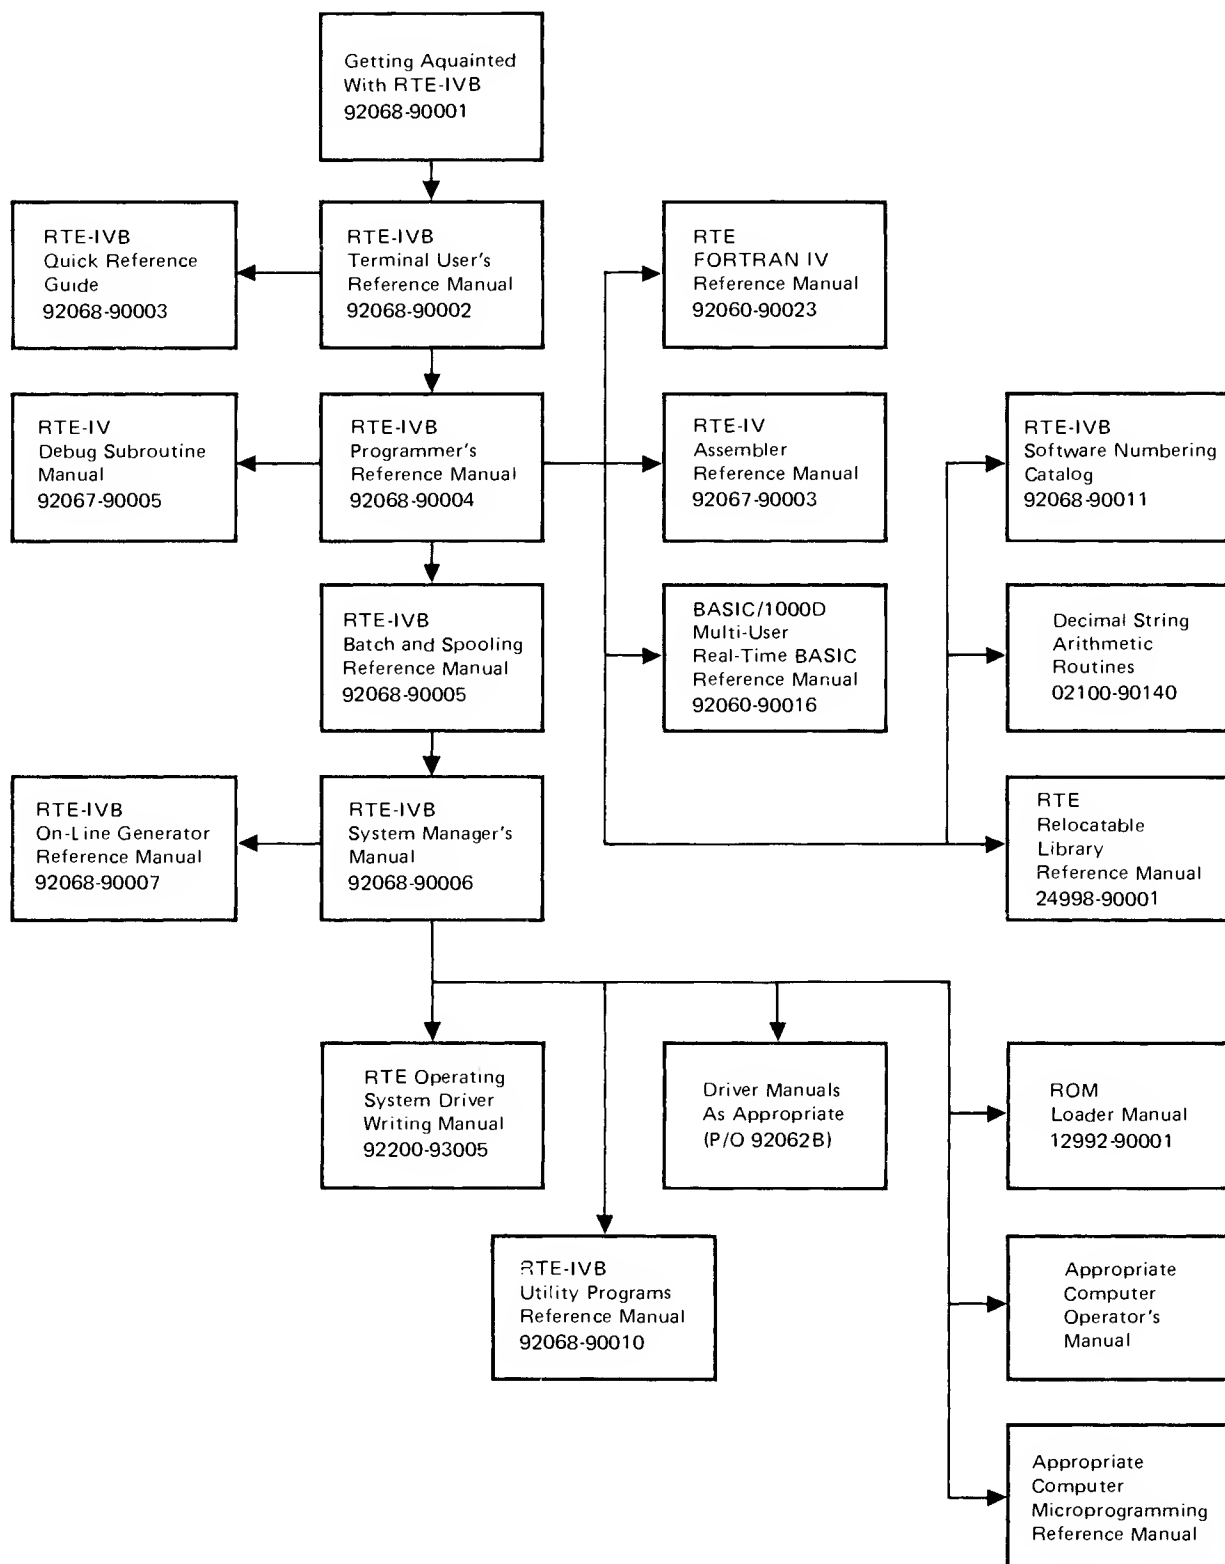 Getting Aquainted
With RTE-IVB
92068-90001
RTE-IVB
Quick Reference
Guide
92068-90003
RTE-IVB
Terminal User's
Reference Manual
92068-90002
RTE
FORTRAN IV
Reference Manual
92060-90023
RTE-IV
Debug Subroutine
Manual
92067-90005
RTE-IVB
Programmer's
Reference Manual
92068-90004
RTE-IV
Assembler
Reference Manual
92067-90003
RTE-IVB
Software Numbering
Catalog
92068-90011
RTE-IVB
Batch and Spooling
Reference Manual
92068-90005
BASIC/1000D
Multi-User
Real-Time BASIC
Reference Manual
92060-90016
Decimal String
Arithmetic
Routines
02100-90140
RTE-IVB
On-Line Generator
Reference Manual
92068-90007
RTE-IVB
System Manager's
Manual
92068-90006
RTE
Relocatable
Library
Reference Manual
24998-90001
RTE Operating
System Driver
Writing Manual
92200-93005
Driver Manuals
As Appropriate
(P/O 92062B)
ROM
Loader Manual
12992-90001
RTE-IVB
Utility Programs
Reference Manual
92068-90010
Appropriate
Computer
Operator's
Manual
Appropriate
Computer
Microprogramming
Reference Manual